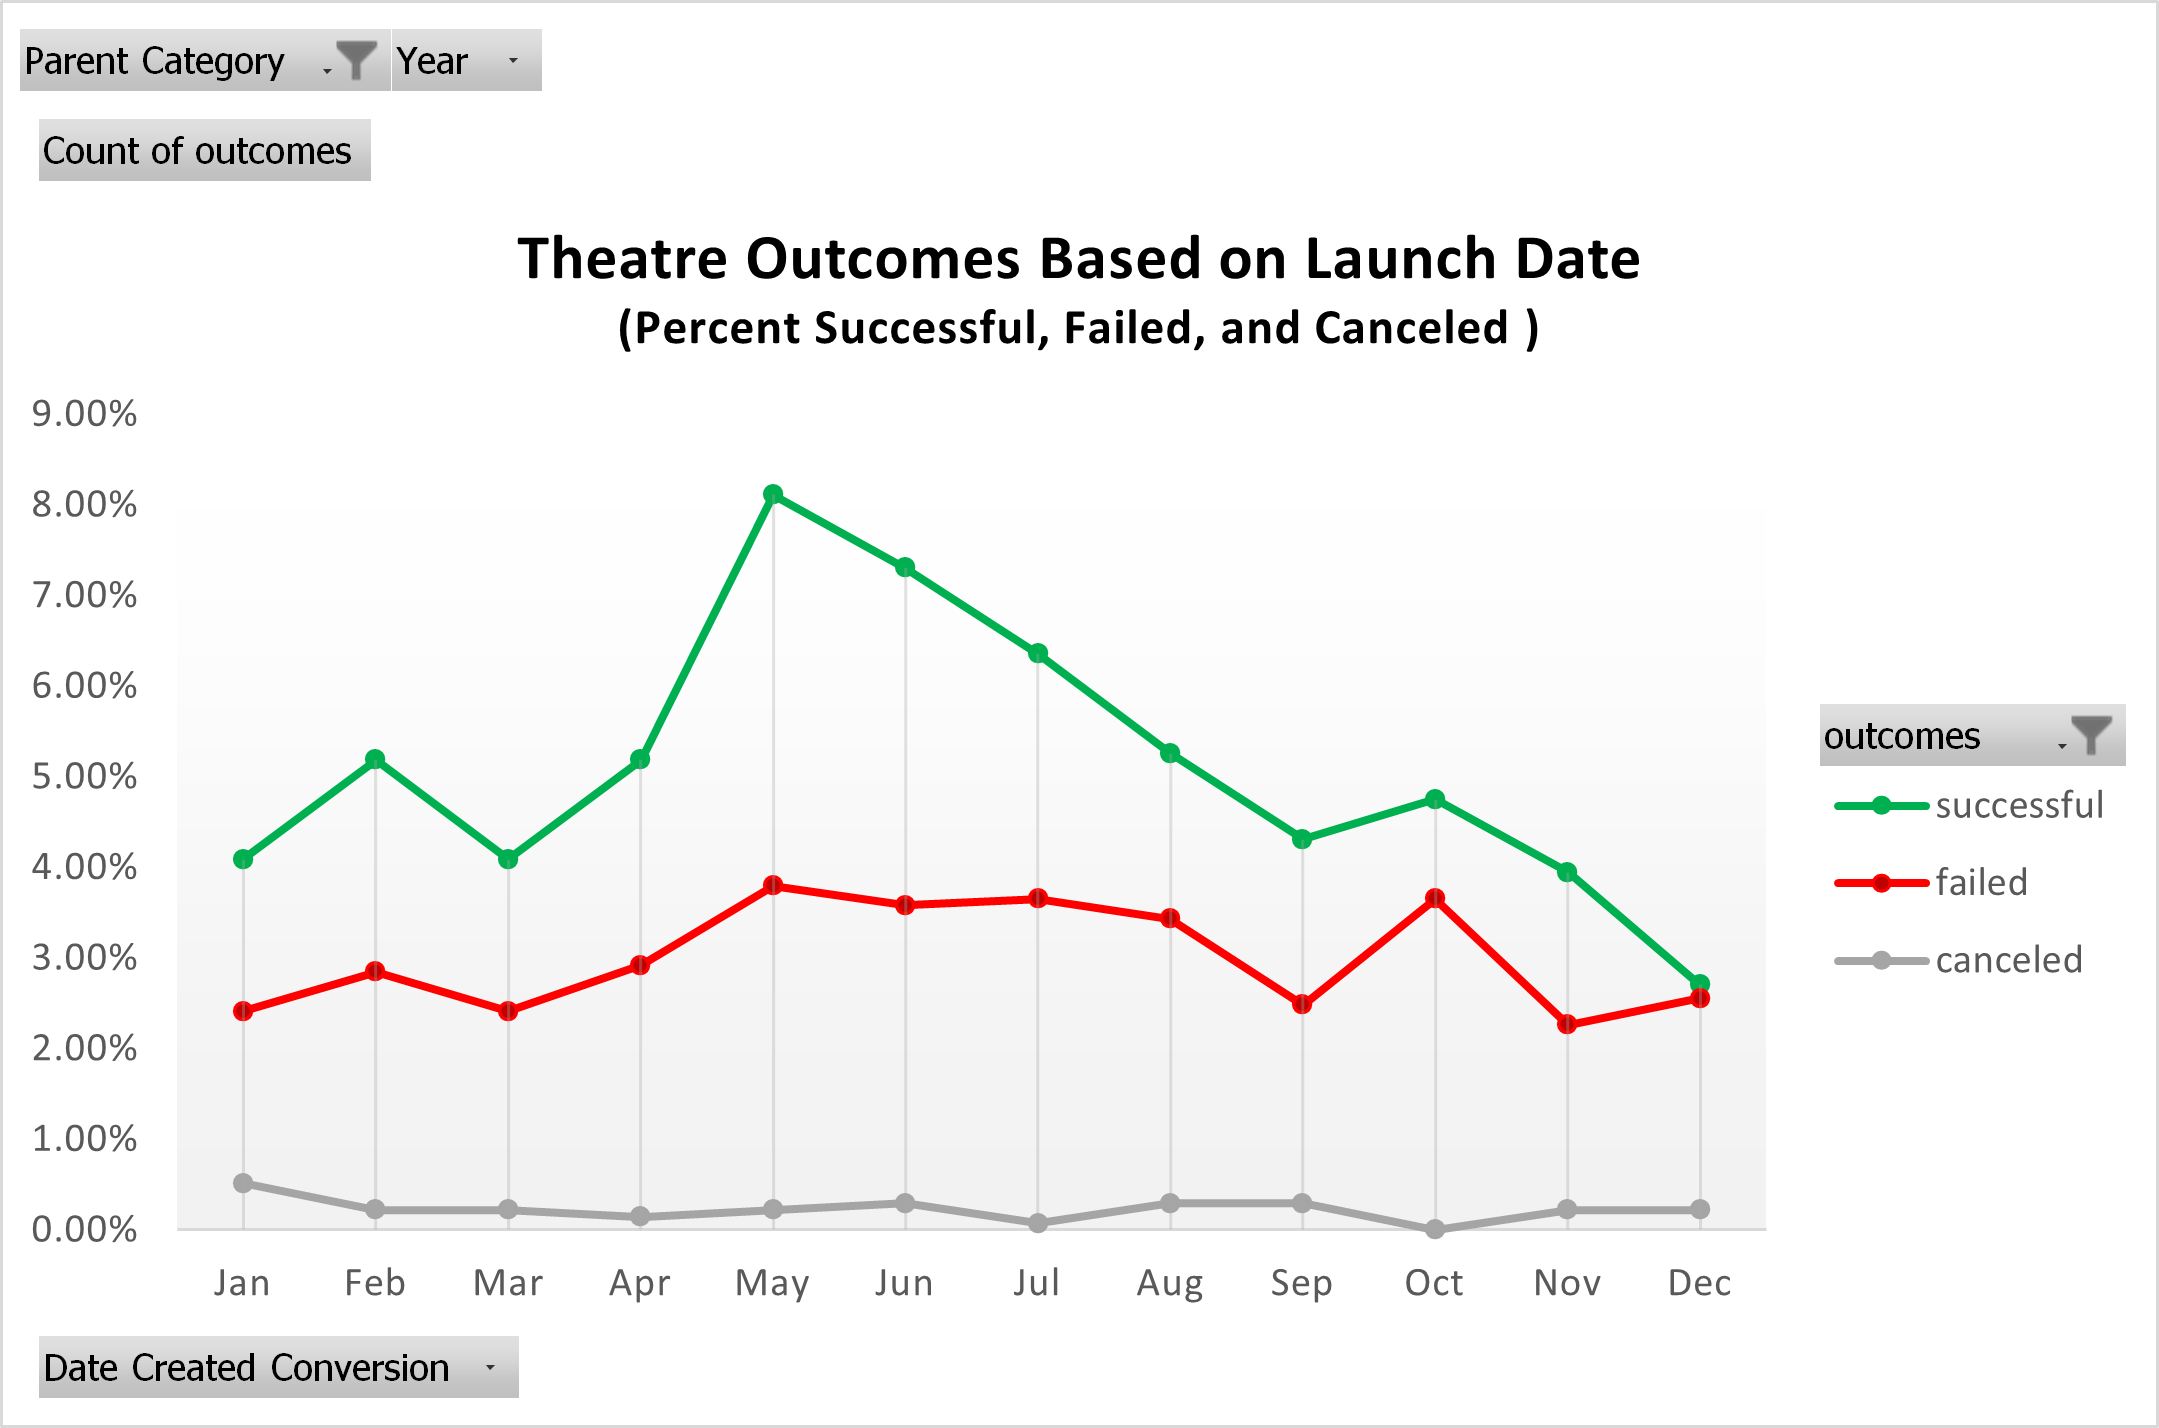 Parent Category Year
Count of outcomes
Theatre Outcomes Based on Launch Date
(Percent Successful, Failed, and Canceled )
9.00%
8.00%
7.00%
6.00%
5.00%
4.00%
3.00%
2.00%
1.00%
0.00%
Jan Feb Mar Apr May Jun Jul Aug Sep Oct Nov Dec
outcomes
successful
failed
canceled
Date Created Conversion